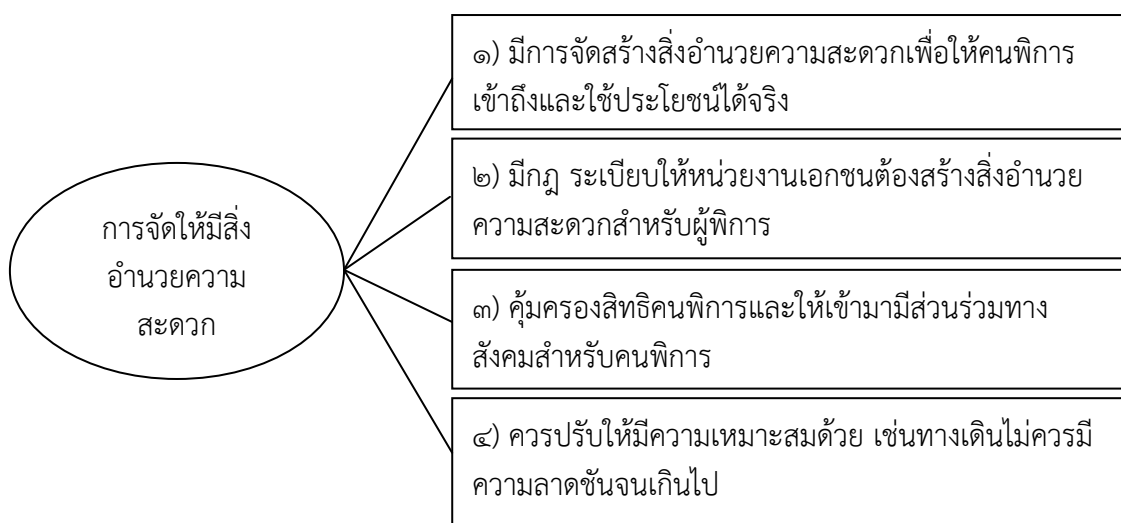 การจัดให้มีสิ่ง
อำนวยความ
สะดวก
๑) มีการจัดสร้างสิ่งอำนวยความสะดวกเพื่อให้คนพิการ
เข้าถึงและใช้ประโยชน์ได้จริง
๒) มีกฎ ระเบียบให้หน่วยงานเอกชนต้องสร้างสิ่งอำนวย
ความสะดวกสำหรับผู้พิการ
๓) คุ้มครองสิทธิคนพิการและให้เข้ามามีส่วนร่วมทาง
สังคมสำหรับคนพิการ
๔) ควรปรับให้มีความเหมาะสมด้วย เช่นทางเดินไม่ควรมี
ความลาดชันจนเกินไป